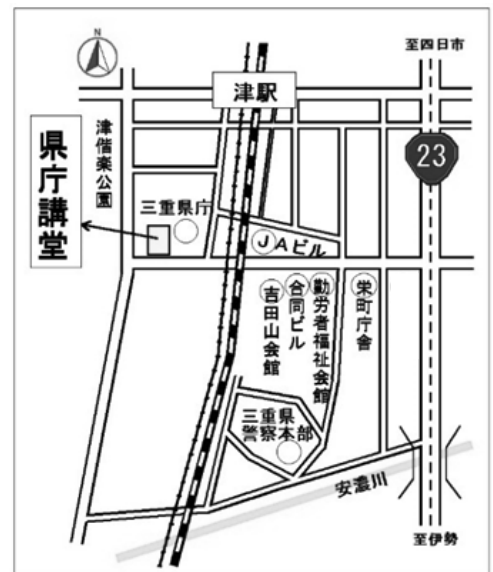 N
至四日市
津駅
津偕楽公園
23
県庁講堂
三重県庁
JAビル
吉田山会館
合同ビル
勤労者福祉会館
栄町庁舎
三重県
警察本部
安濃川
至伊勢